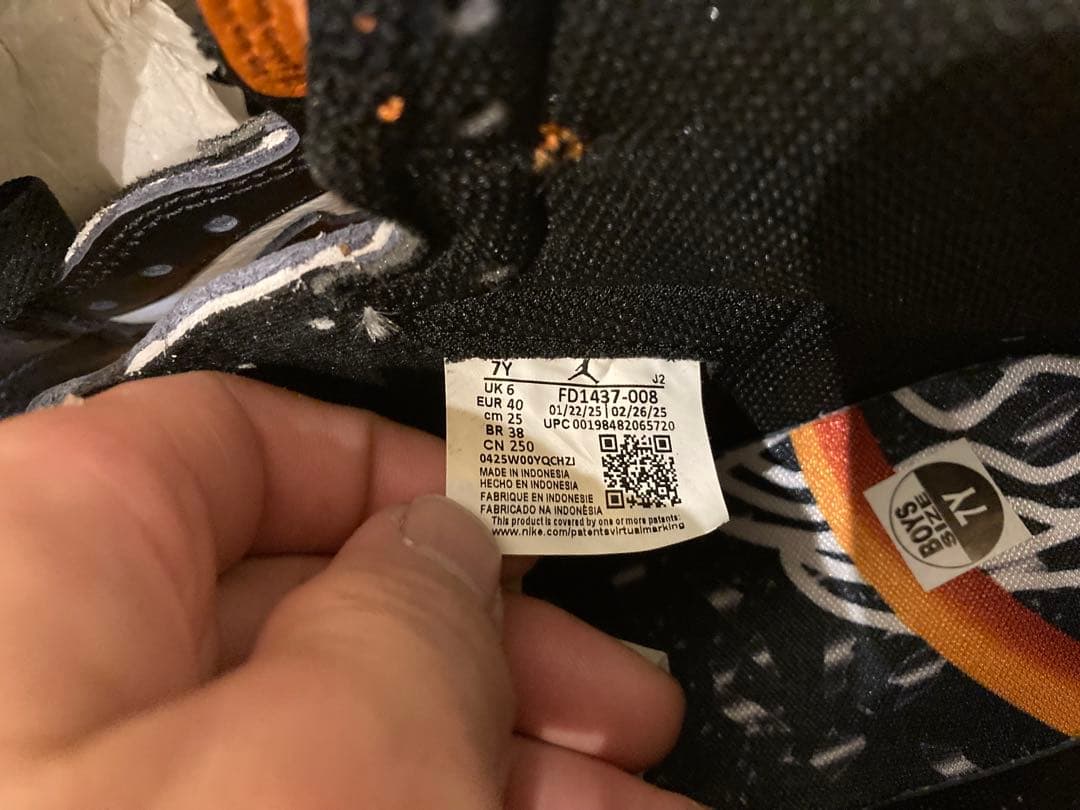 7Y
J2
UK 6
FD1437-008
EUR 40
01/22/25 | 02/26/25
cm 25
UPC 00198482065720
BR 38
CN 250
0425W00YQCHZJ
MADE IN INDONESIA
HECHO EN INDONESIA
FABRIQUE EN INDONESIE
FABRICADO NA INDONÉSIA
This product is covered by one or more patents:
www.nike.com/patentsvirtualmarking
BOYS
SIZE
7Y